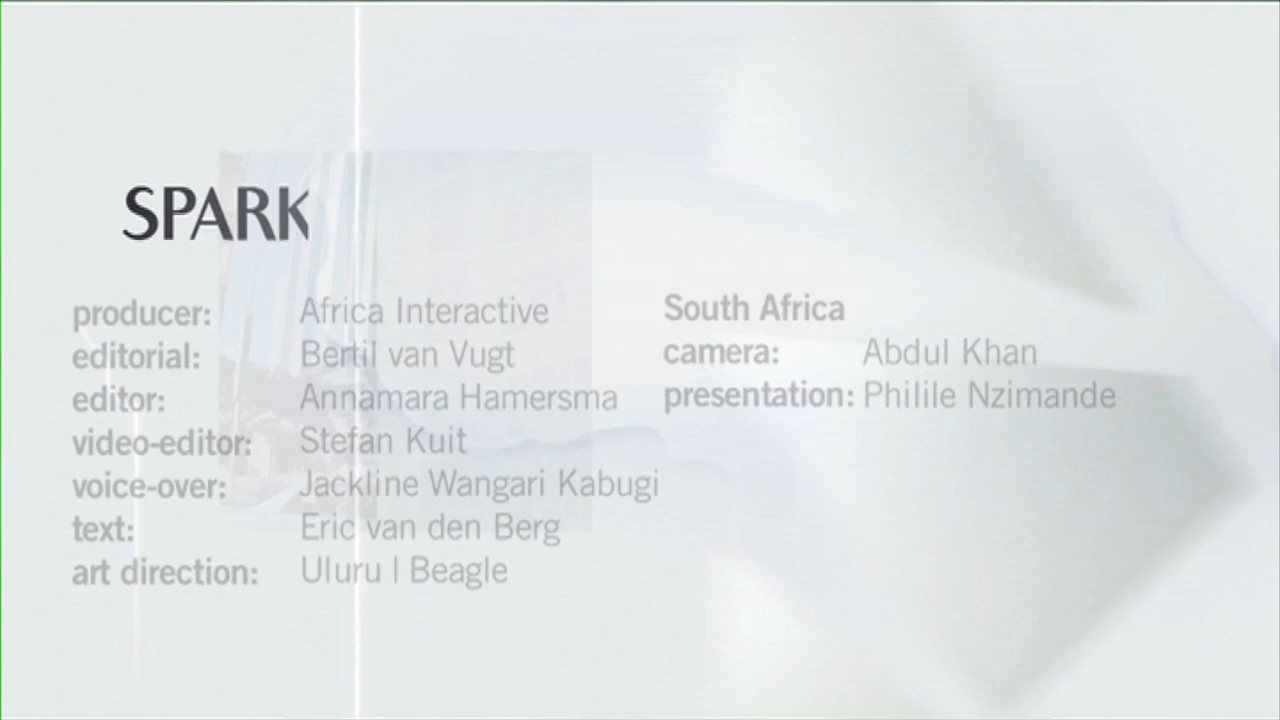 SPARK
producer: Africa Interactive
editorial: Bertil van Vugt
editor: Annamara Hamersma
video-editor: Stefan Kuit
voice-over: Jackline Wangari Kabugi
text: Eric van den Berg
art direction: Uluru | Beagle
South Africa
camera: Abdul Khan
presentation: Philile Nzimande